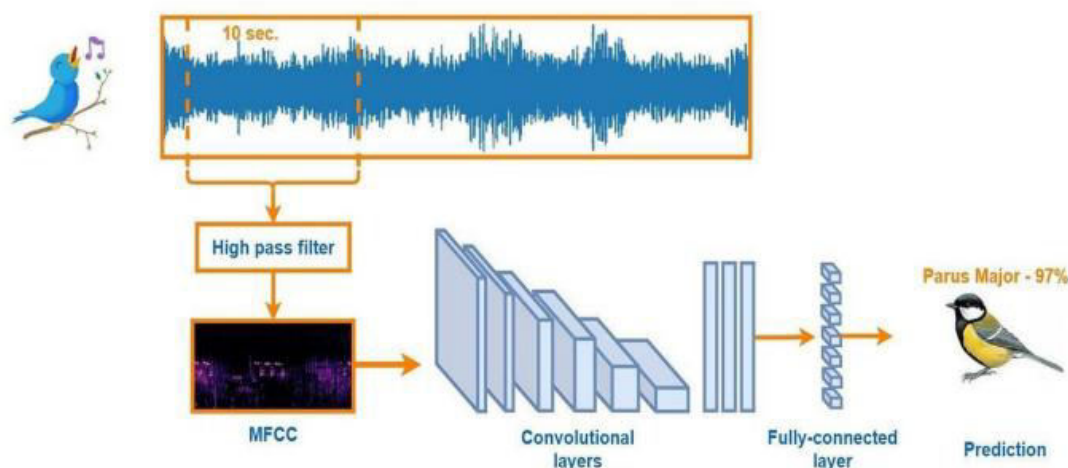 10 sec.
High pass filter
Parus Major - 97%
MFCC
Convolutional
layers
Fully-connected
layer
Prediction